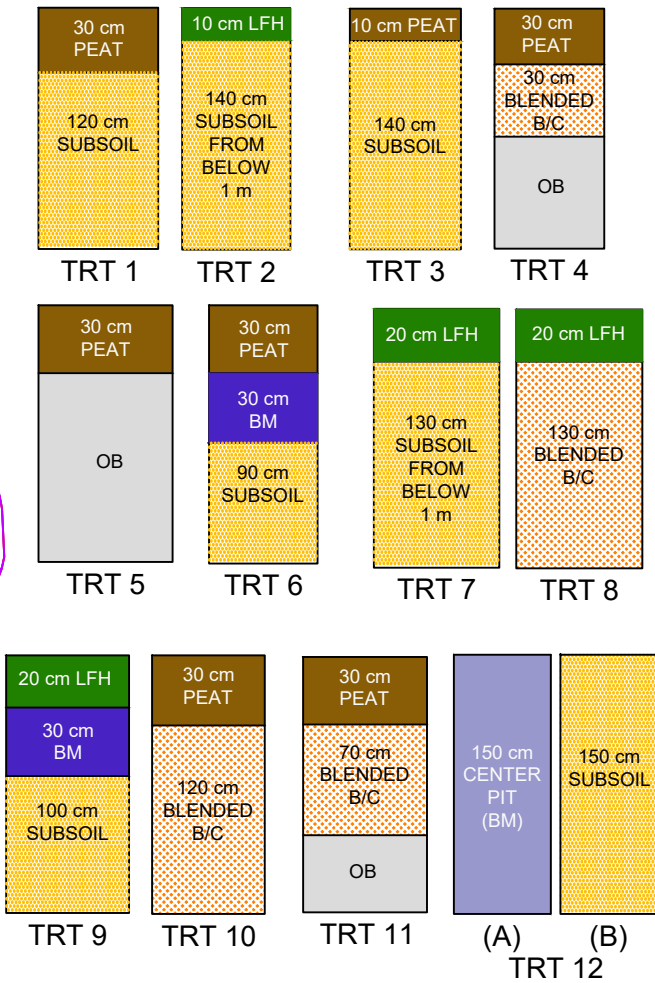 30 cm
PEAT
120 cm
SUBSOIL
TRT 1
10 cm LFH
140 cm
SUBSOIL
FROM
BELOW
1 m
TRT 2
10 cm PEAT
140 cm
SUBSOIL
TRT 3
30 cm
PEAT
30 cm
BLENDED
B/C
OB
TRT 4
30 cm
PEAT
OB
TRT 5
30 cm
PEAT
30 cm
BM
90 cm
SUBSOIL
TRT 6
20 cm LFH
130 cm
SUBSOIL
FROM
BELOW
1 m
TRT 7
20 cm LFH
130 cm
BLENDED
B/C
TRT 8
20 cm LFH
30 cm
BM
100 cm
SUBSOIL
TRT 9
30 cm
PEAT
120 cm
BLENDED
B/C
TRT 10
30 cm
PEAT
70 cm
BLENDED
B/C
OB
TRT 11
150 cm
CENTER
PIT
(BM)
(A)
150 cm
SUBSOIL
(B)
TRT 12